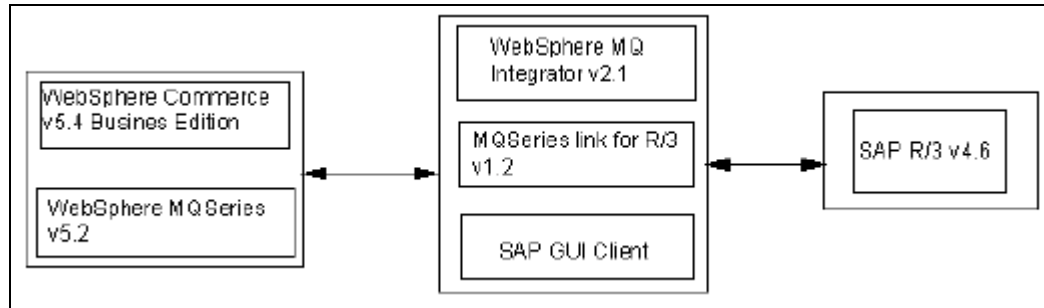 WebSphere Commerce
v5.4 Busines Edition
WebSphere MQSeries
v5.2
WebSphere MQ
Integrator v2.1
MQSeries link for R/3
v1.2
SAP GUI Client
SAP R/3 v4.6